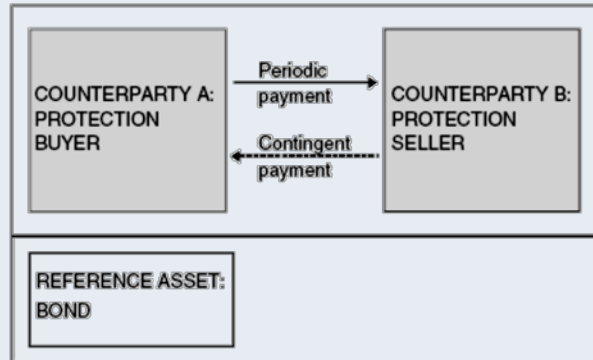 COUNTERPARTY A:
PROTECTION
BUYER
Periodic
payment
Contingent
payment
COUNTERPARTY B:
PROTECTION
SELLER
REFERENCE ASSET:
BOND